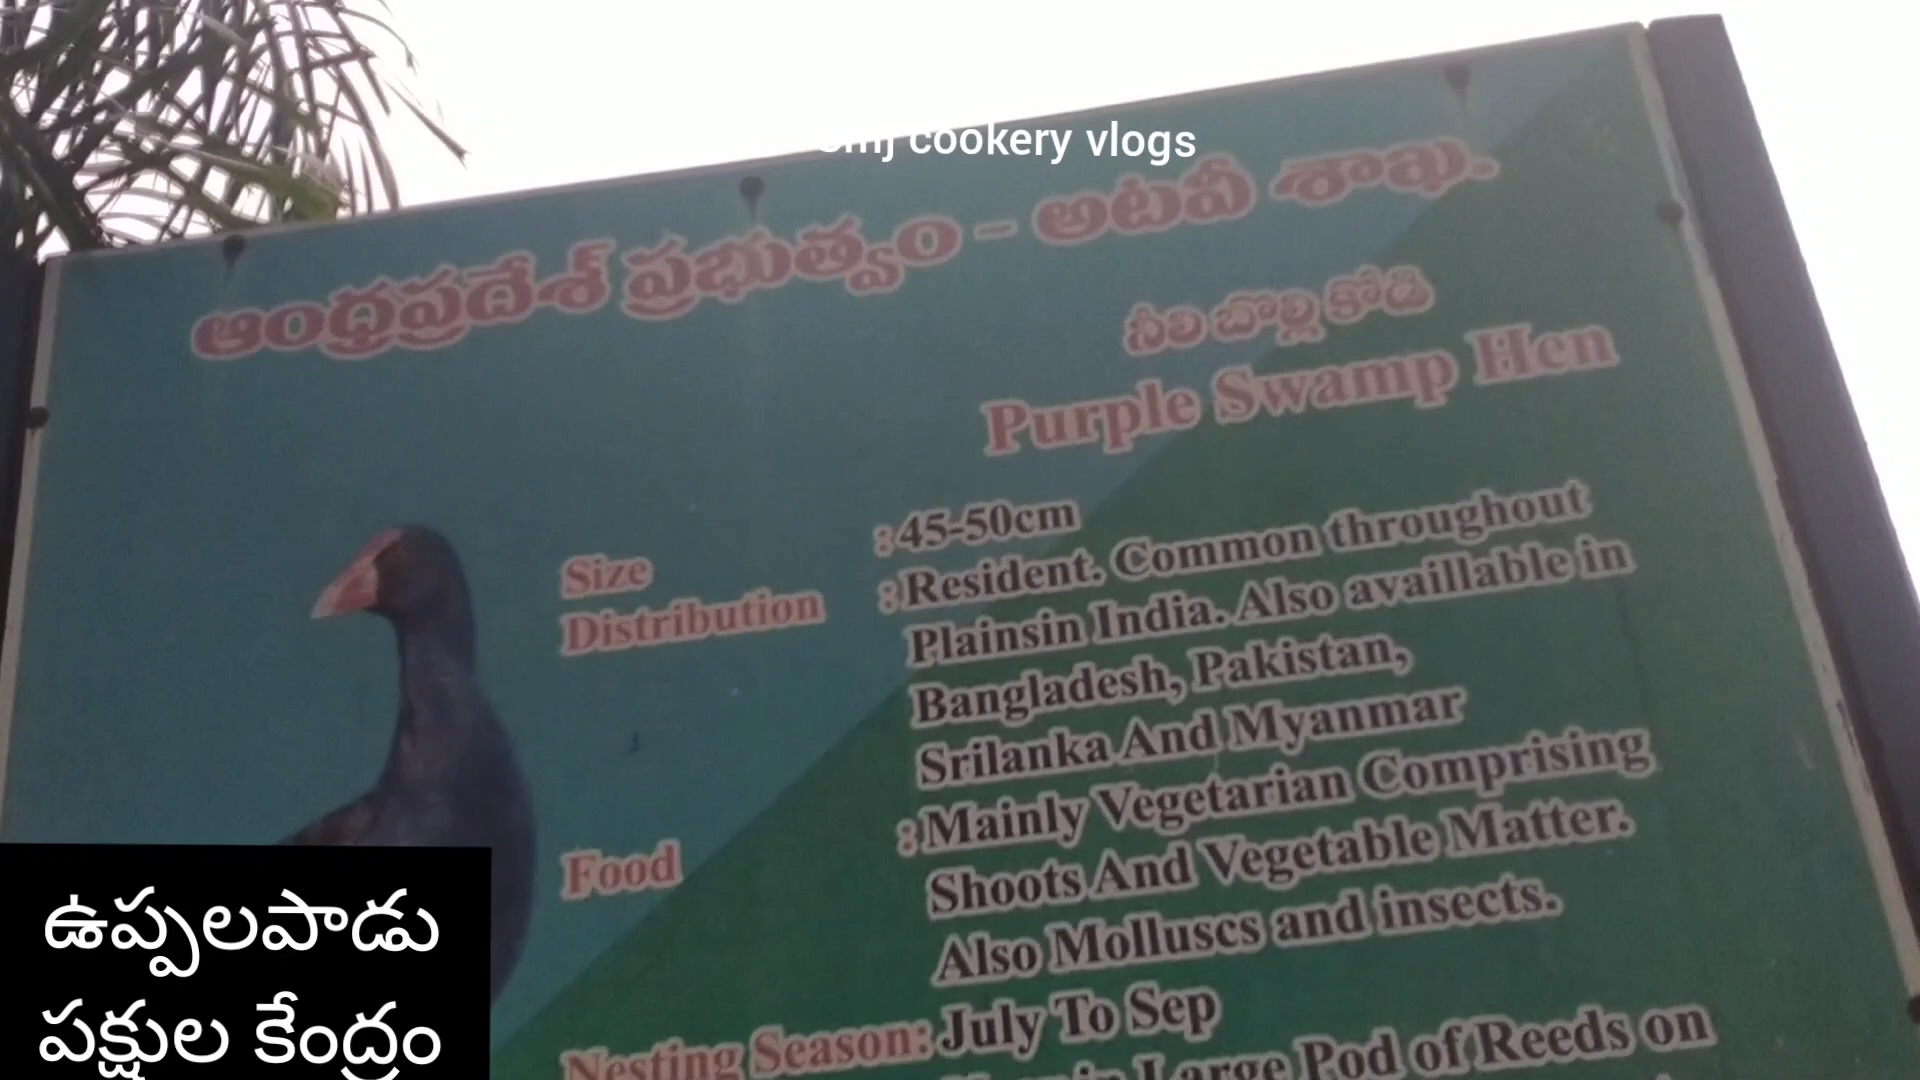 cookery vlogs
ఆంధ్రప్రదేశ్ ప్రభుత్వం - అటవీ శాఖ.
నీలి బొల్లి కోడి
Purple Swamp Hen
Size : 45-50cm
Distribution : Resident. Common throughout
Plainsin India. Also availlable in
Bangladesh, Pakistan,
Srilanka And Myanmar
Food : Mainly Vegetarian Comprising
Shoots And Vegetable Matter.
Also Molluscs and insects.
Nesting Season: July To Sep
Large Pod of Reeds on
ఉప్పలపాడు
పక్షుల కేంద్రం